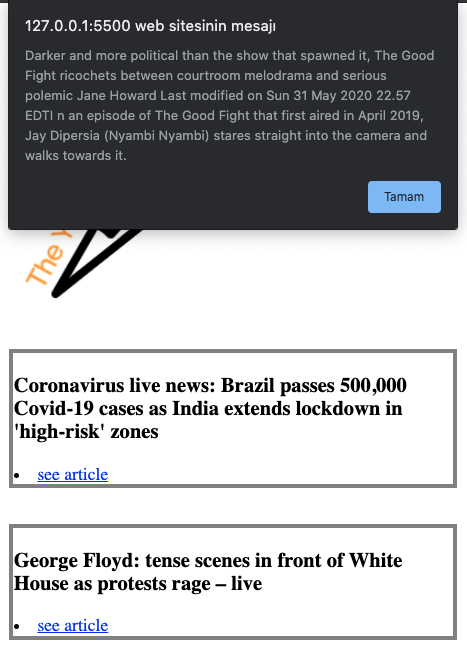 127.0.0.1:5500 web sitesinin mesajı
Darker and more political than the show that spawned it, The Good
Fight ricochets between courtroom melodrama and serious
polemic Jane Howard Last modified on Sun 31 May 2020 22.57
EDTI n an episode of The Good Fight that first aired in April 2019,
Jay Dipersia (Nyambi Nyambi) stares straight into the camera and
walks towards it.
Tamam
The
Coronavirus live news: Brazil passes 500,000
Covid-19 cases as India extends lockdown in
'high-risk' zones
see article
George Floyd: tense scenes in front of White
House as protests rage – live
see article